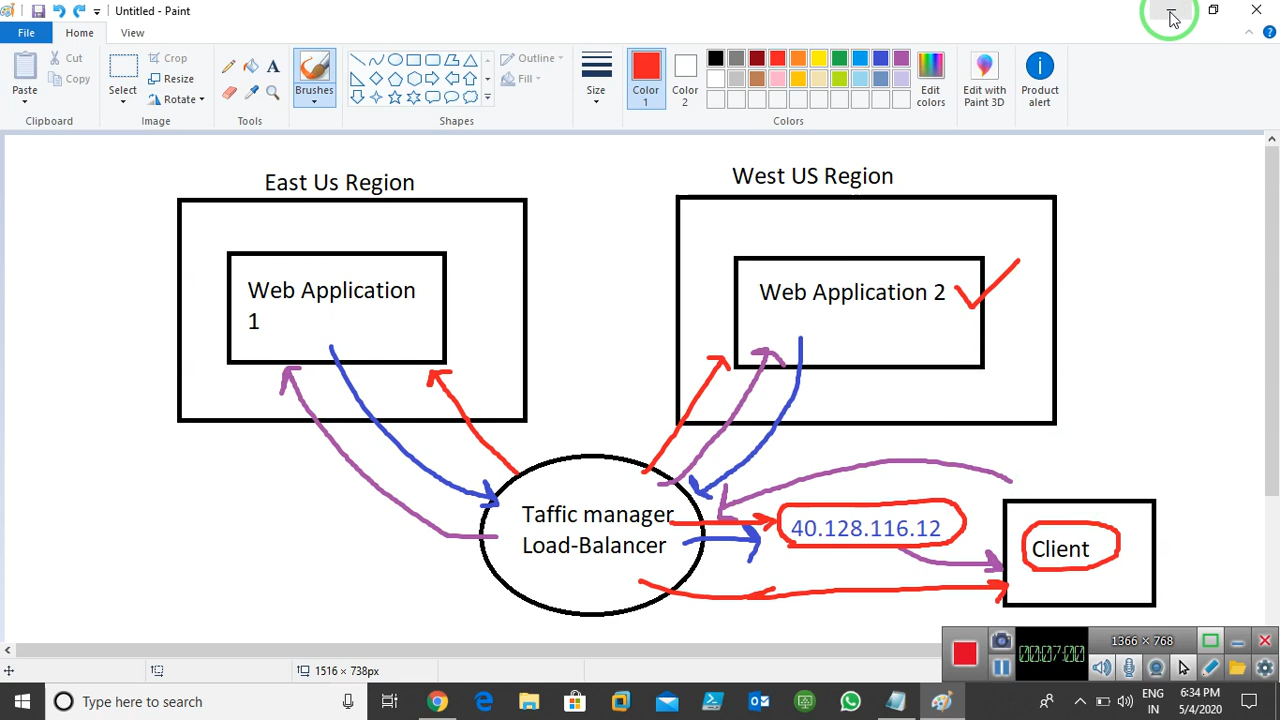 Untitled - Paint
File
Home
View
Paste
Cut
Copy
Clipboard
Select
Crop
Resize
Rotate
Image
Tools
Brushes
Outline
Fill
Shapes
Size
Color
1
Color
2
Edit
colors
Colors
Edit with
Paint 3D
Product
alert
East Us Region
West US Region
Web Application
1
Web Application 2
Taffic manager
Load-Balancer
40.128.116.12
Client
1516 × 738px
1366 × 768
00:07:00
Type here to search
ENG
IN
6:34 PM
5/4/2020